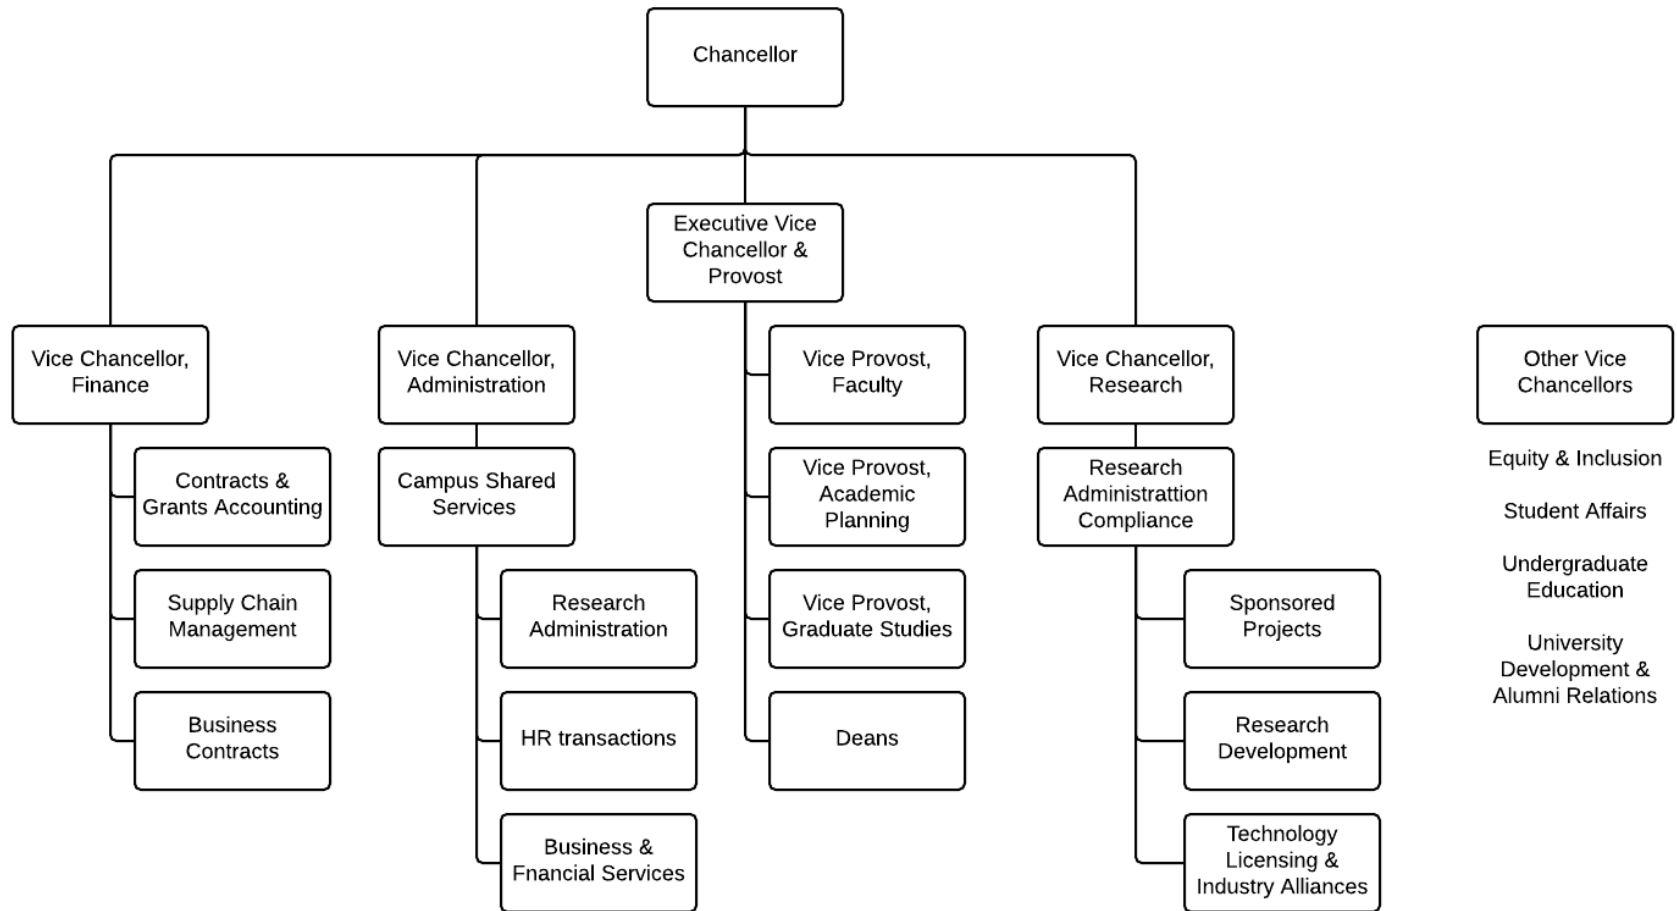 Chancellor
Executive Vice
Chancellor &
Provost
Vice Chancellor,
Finance
Contracts &
Grants Accounting
Supply Chain
Management
Business
Contracts
Vice Chancellor,
Administration
Campus Shared
Services
Research
Administration
HR transactions
Business &
Fnancial Services
Vice Provost,
Faculty
Vice Provost,
Academic
Planning
Vice Provost,
Graduate Studies
Deans
Vice Chancellor,
Research
Research
Administrattion
Compliance
Sponsored
Projects
Research
Development
Technology
Licensing &
Industry Alliances
Other Vice
Chancellors
Equity & Inclusion
Student Affairs
Undergraduate
Education
University
Development &
Alumni Relations